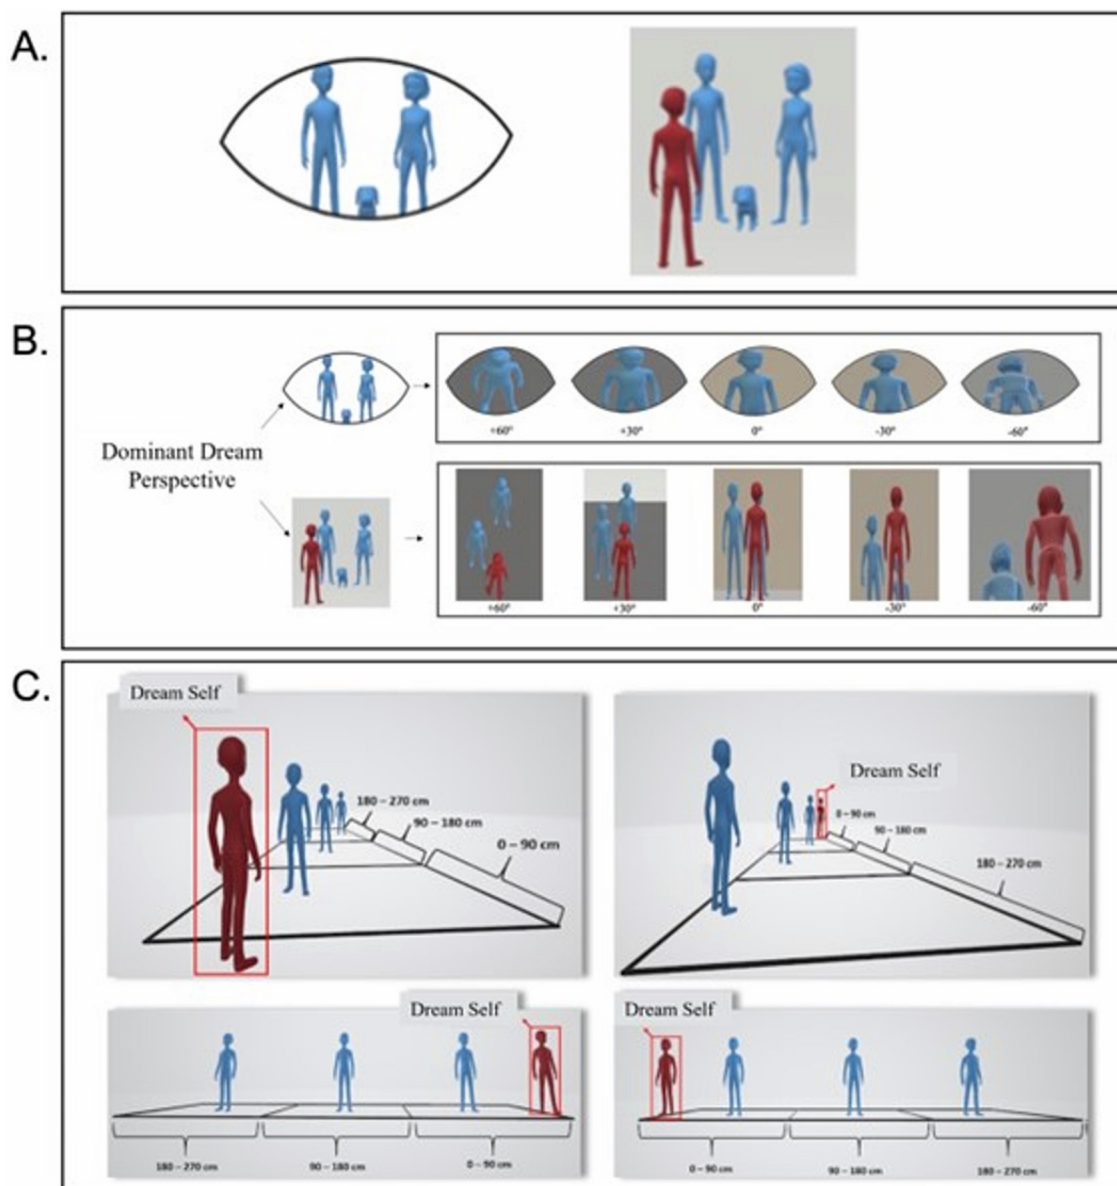 A.
B.
Dominant Dream
Perspective
+60°
+30°
0°
-30°
-60°
+60°
+30°
0°
-30°
-60°
C.
Dream Self
180 – 270 cm
90 – 180 cm
0 – 90 cm
Dream Self
0 – 90 cm
90 – 180 cm
180 – 270 cm
Dream Self
180 – 270 cm
90 – 180 cm
0 – 90 cm
Dream Self
0 – 90 cm
90 – 180 cm
180 – 270 cm